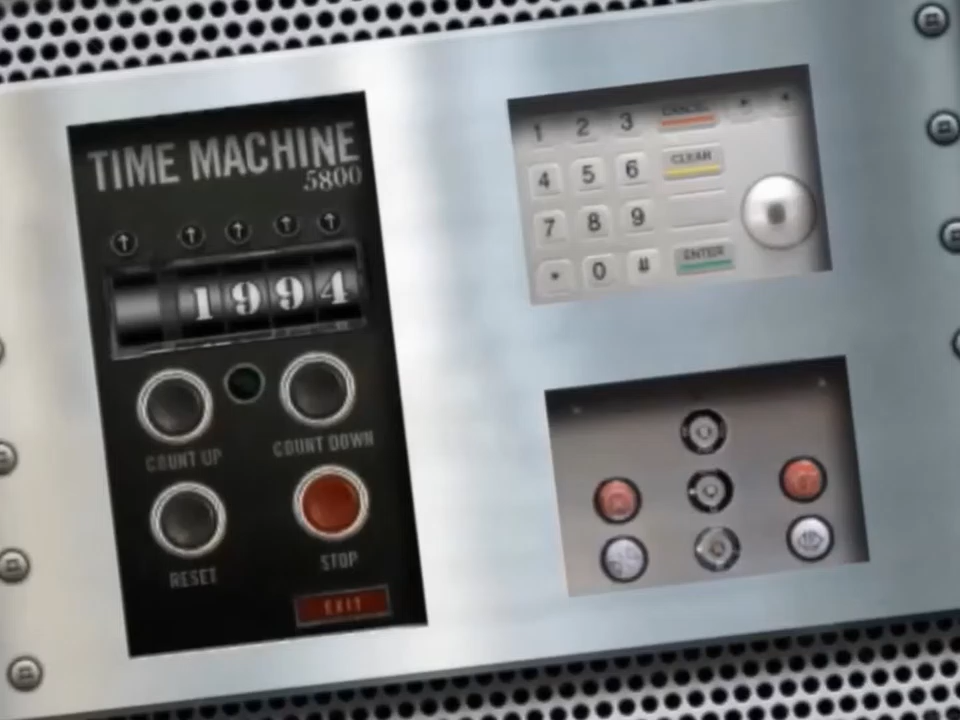 TIME MACHINE
5800
1994
COUNT UP
COUNT DOWN
RESET
STOP
EXIT
1 2 3 CANCEL
4 5 6 CLEAR
7 8 9
* 0 # ENTER